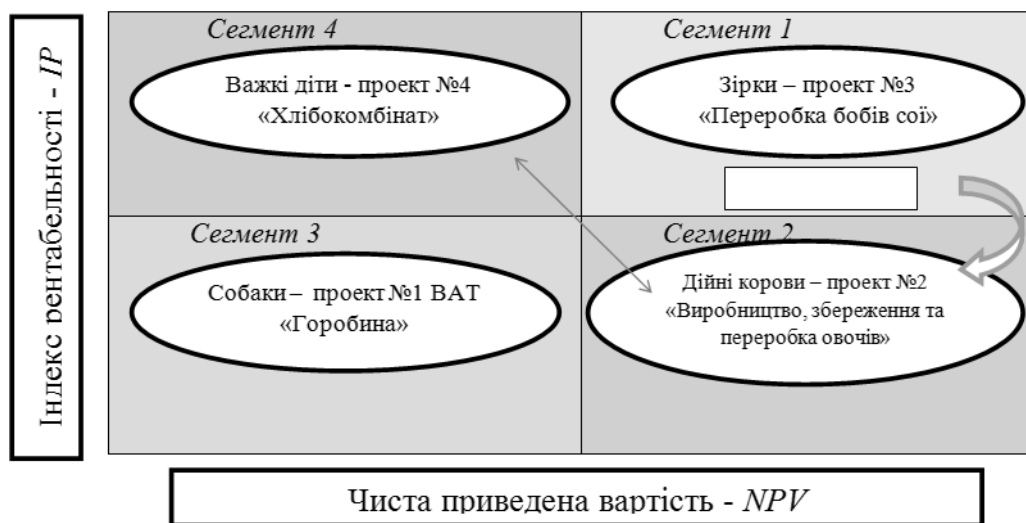 Індекс рентабельності - IP
Сегмент 4
Важкі діти - проект №4
«Хлібокомбінат»
Сегмент 1
Зірки – проект №3
«Переробка бобів сої»
Сегмент 3
Собаки – проект №1 ВАТ
«Горобина»
Сегмент 2
Дійні корови – проект №2
«Виробництво, збереження та
переробка овочів»
Чиста приведена вартість - NPV